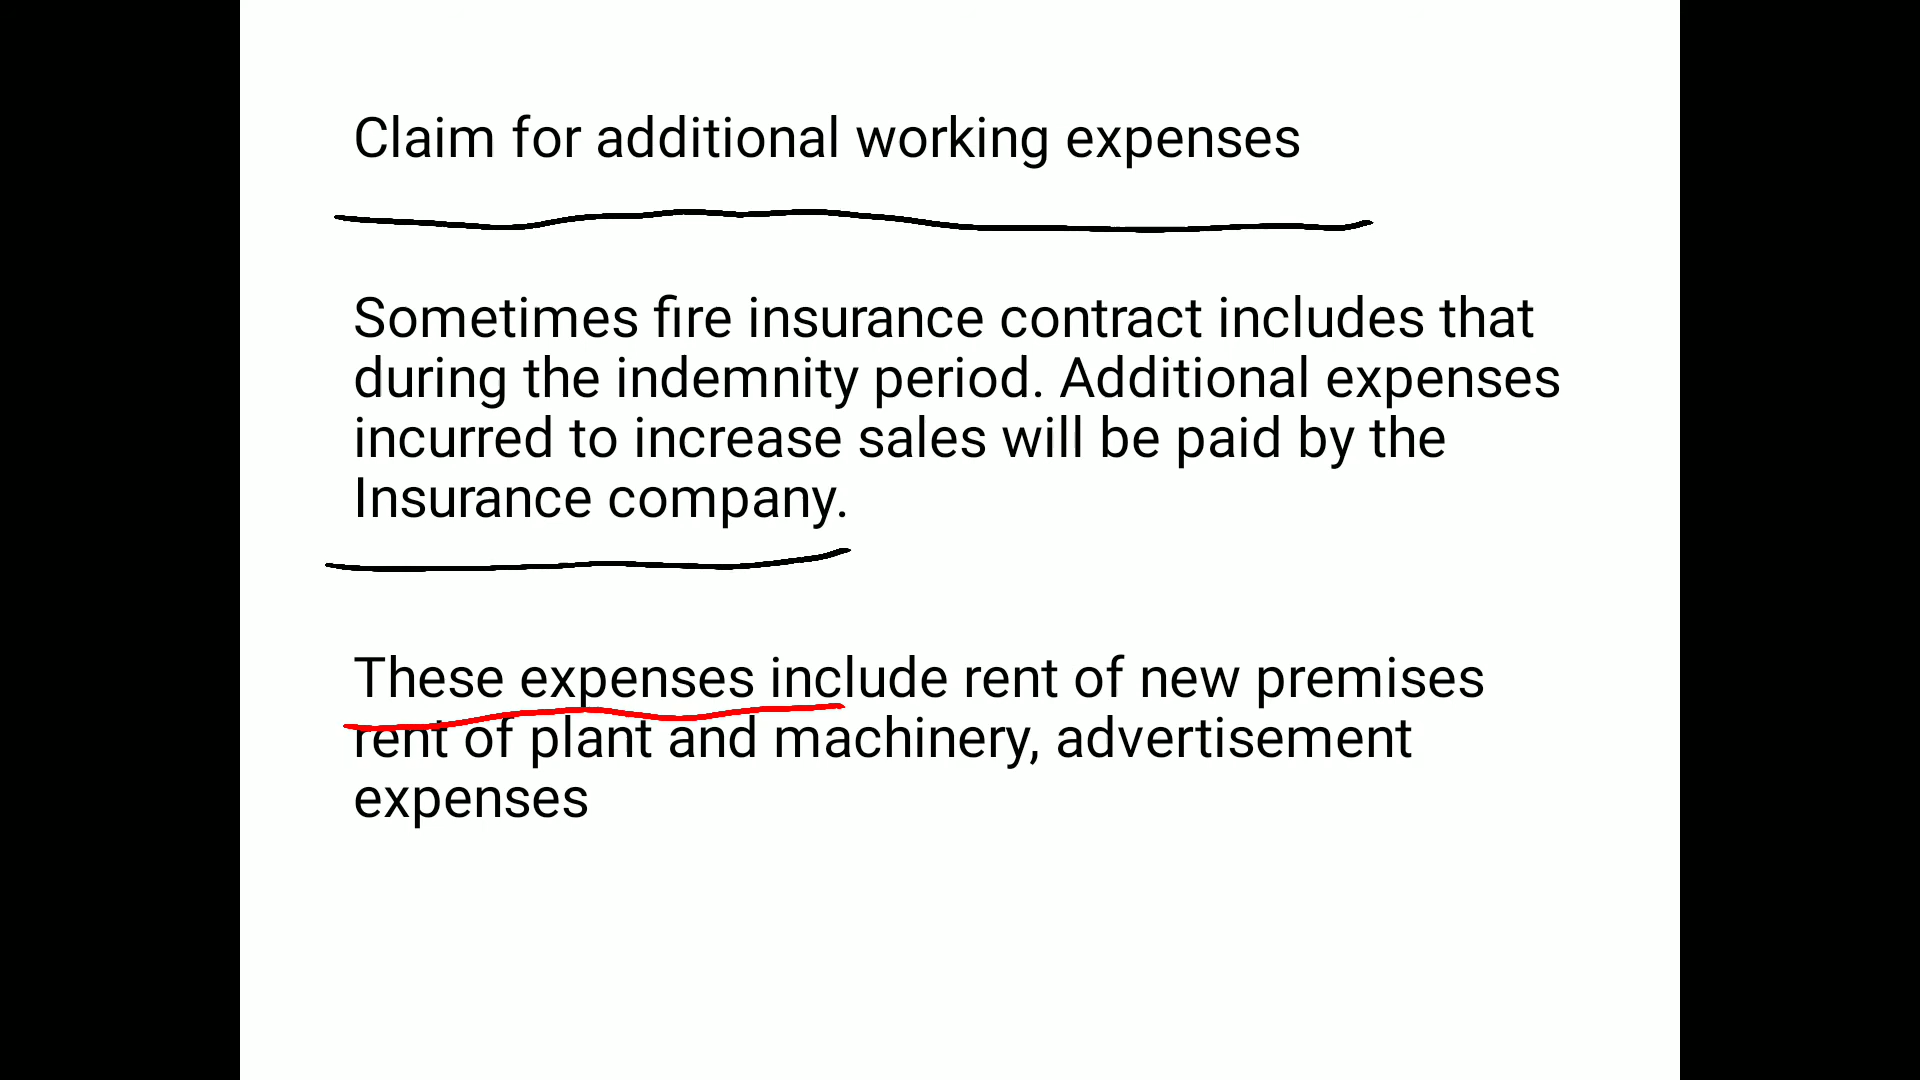 Claim for additional working expenses
Sometimes fire insurance contract includes that
during the indemnity period. Additional expenses
incurred to increase sales will be paid by the
Insurance company.
These expenses include rent of new premises
rent of plant and machinery, advertisement
expenses